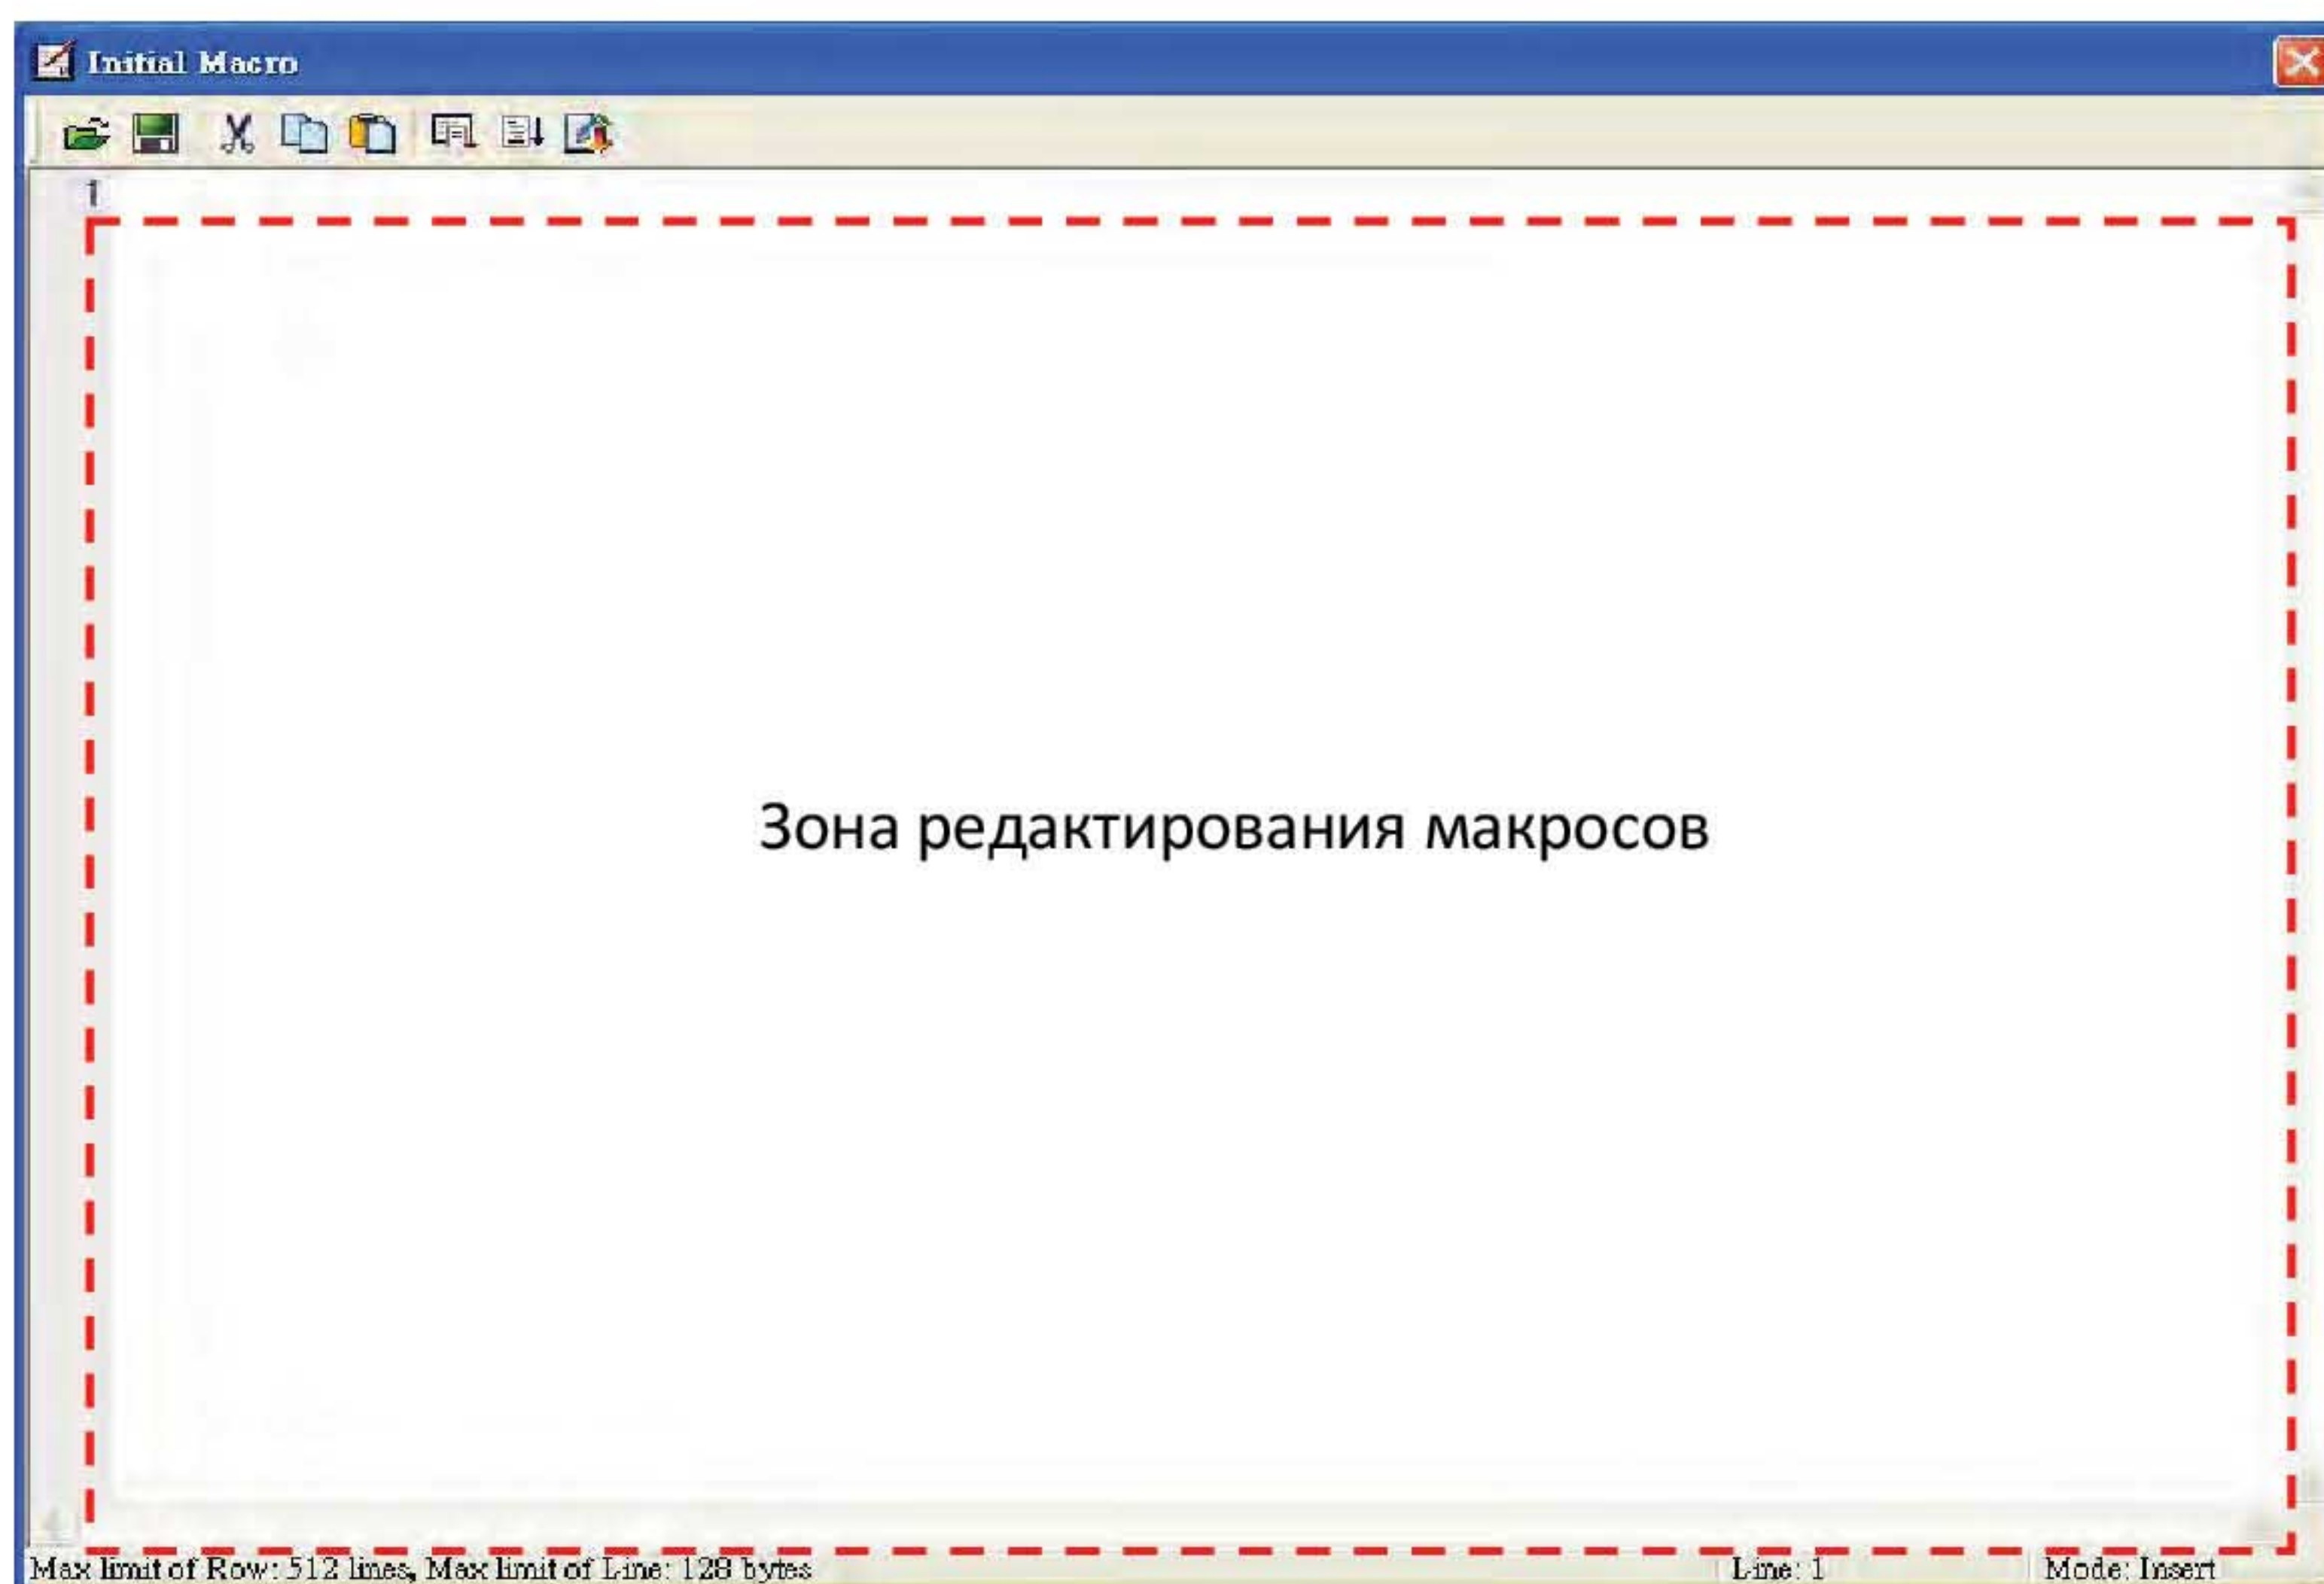 Initial Macro
1
Зона редактирования макросов
Max limit of Row: 512 lines, Max limit of Line: 128 bytes Line: 1 Mode: Insert